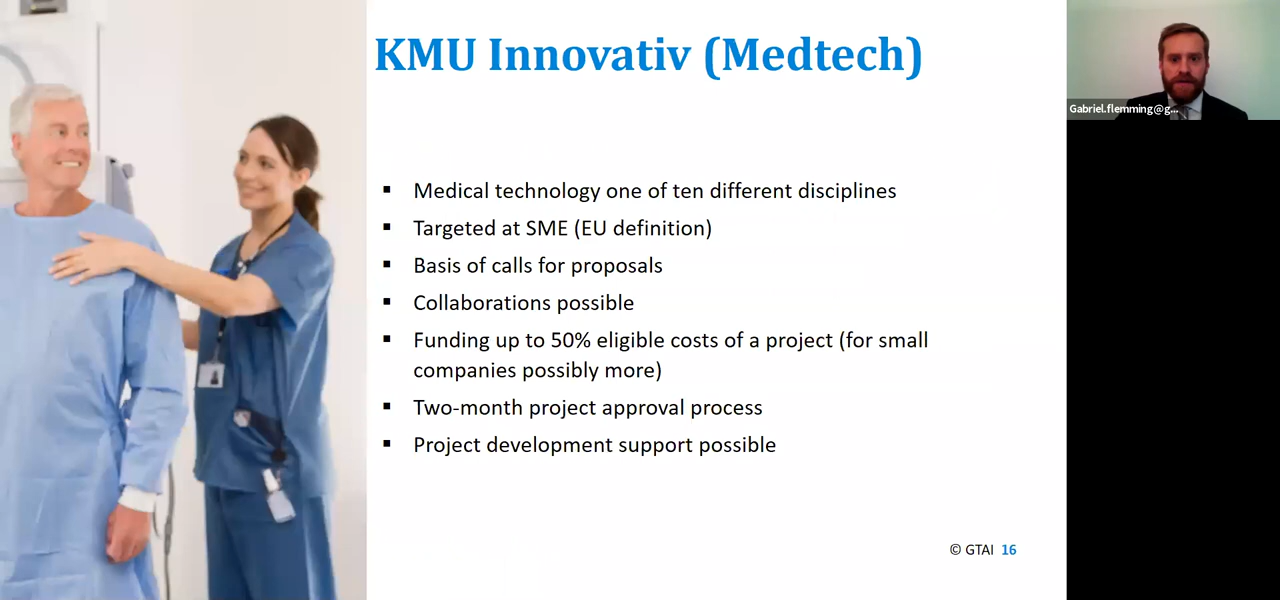 KMU Innovativ (Medtech)
Gabriel.flemming@g...
▪ Medical technology one of ten different disciplines
▪ Targeted at SME (EU definition)
▪ Basis of calls for proposals
▪ Collaborations possible
▪ Funding up to 50% eligible costs of a project (for small
companies possibly more)
▪ Two-month project approval process
▪ Project development support possible
© GTAI 16